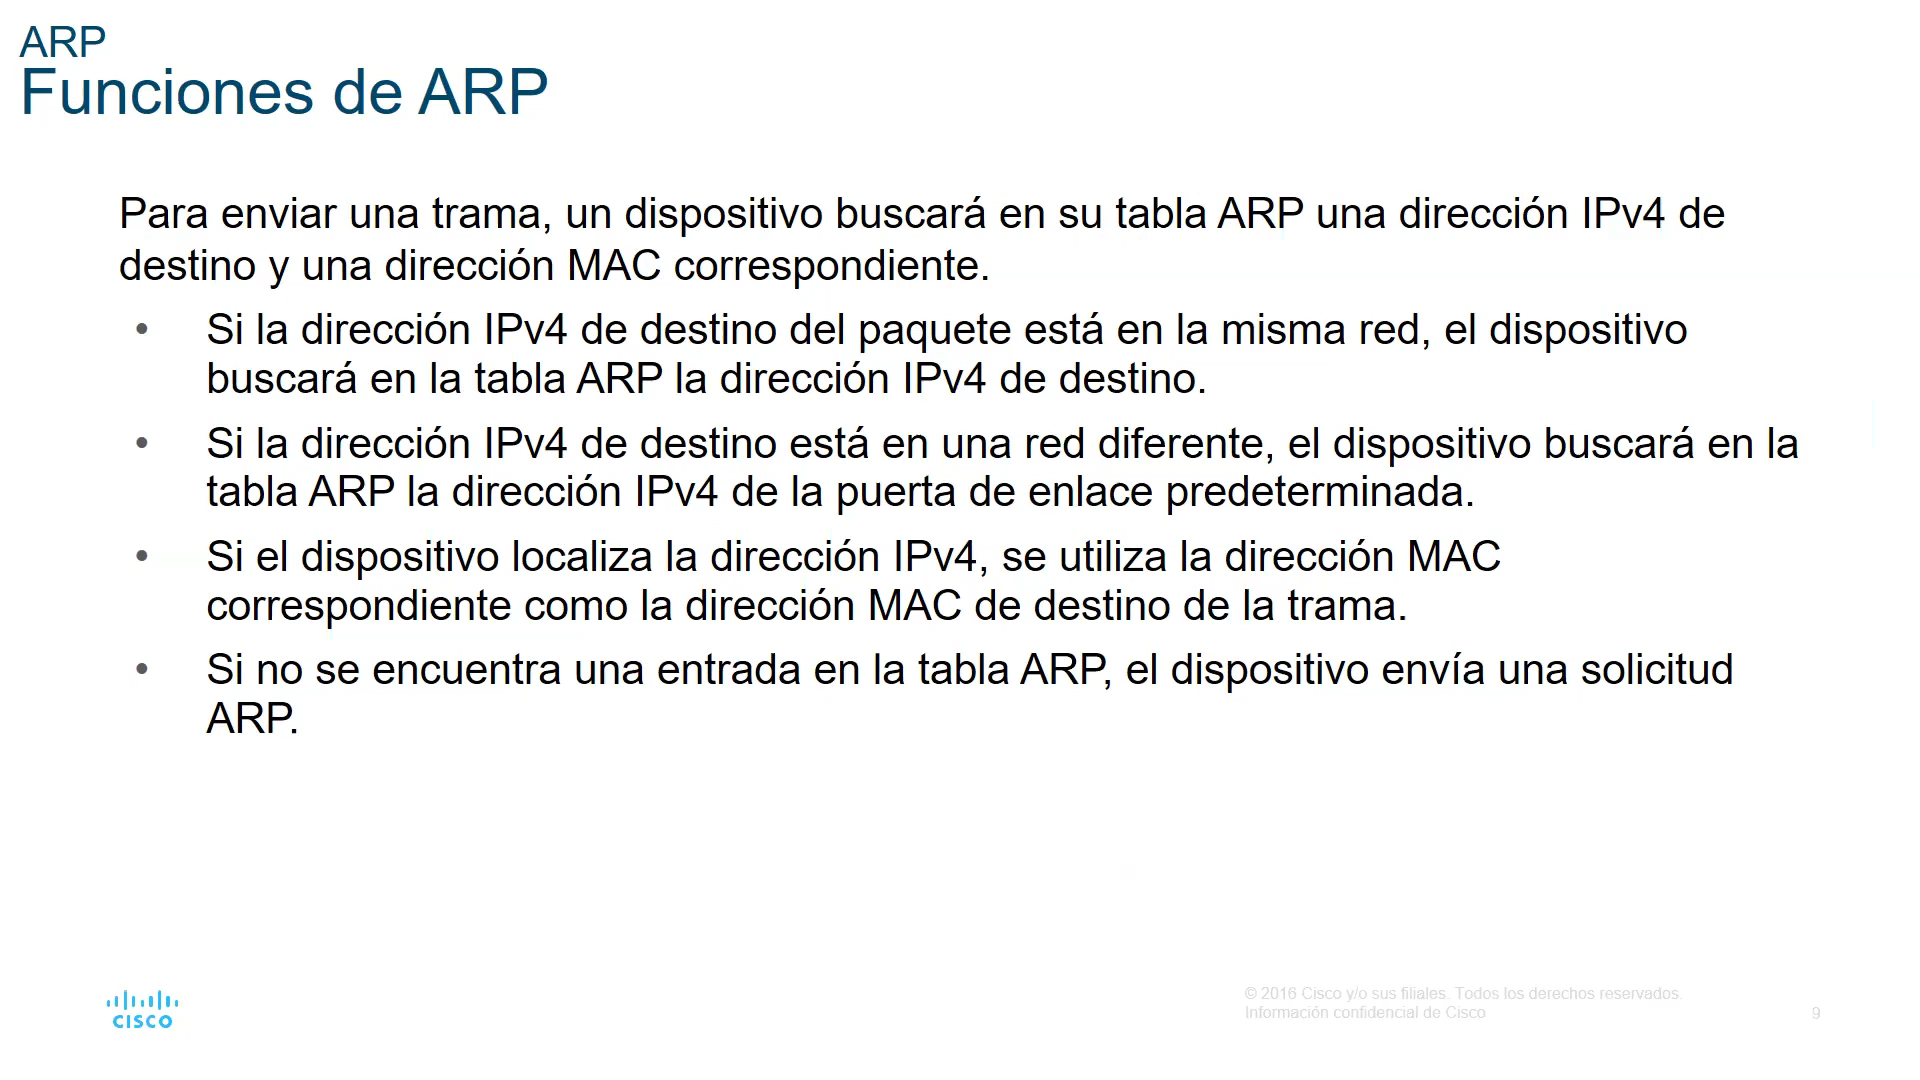 ARP
Funciones de ARP
Para enviar una trama, un dispositivo buscará en su tabla ARP una dirección IPv4 de
destino y una dirección MAC correspondiente.
• Si la dirección IPv4 de destino del paquete está en la misma red, el dispositivo
buscará en la tabla ARP la dirección IPv4 de destino.
• Si la dirección IPv4 de destino está en una red diferente, el dispositivo buscará en la
tabla ARP la dirección IPv4 de la puerta de enlace predeterminada.
• Si el dispositivo localiza la dirección IPv4, se utiliza la dirección MAC
correspondiente como la dirección MAC de destino de la trama.
• Si no se encuentra una entrada en la tabla ARP, el dispositivo envía una solicitud
ARP.
CISCO
© 2016 Cisco y/o sus filiales. Todos los derechos reservados.
Información confidencial de Cisco
9